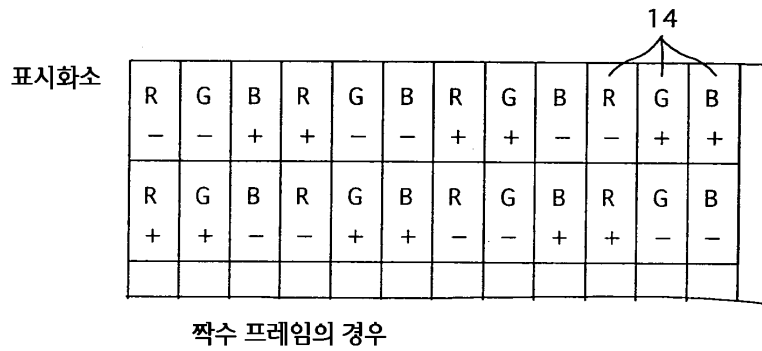 14
표시화소
R G B R G B R G B R G B
− − + + − − + + − − + +
R G B R G B R G B R G B
+ + − − + + − − + + − −
짝수 프레임의 경우